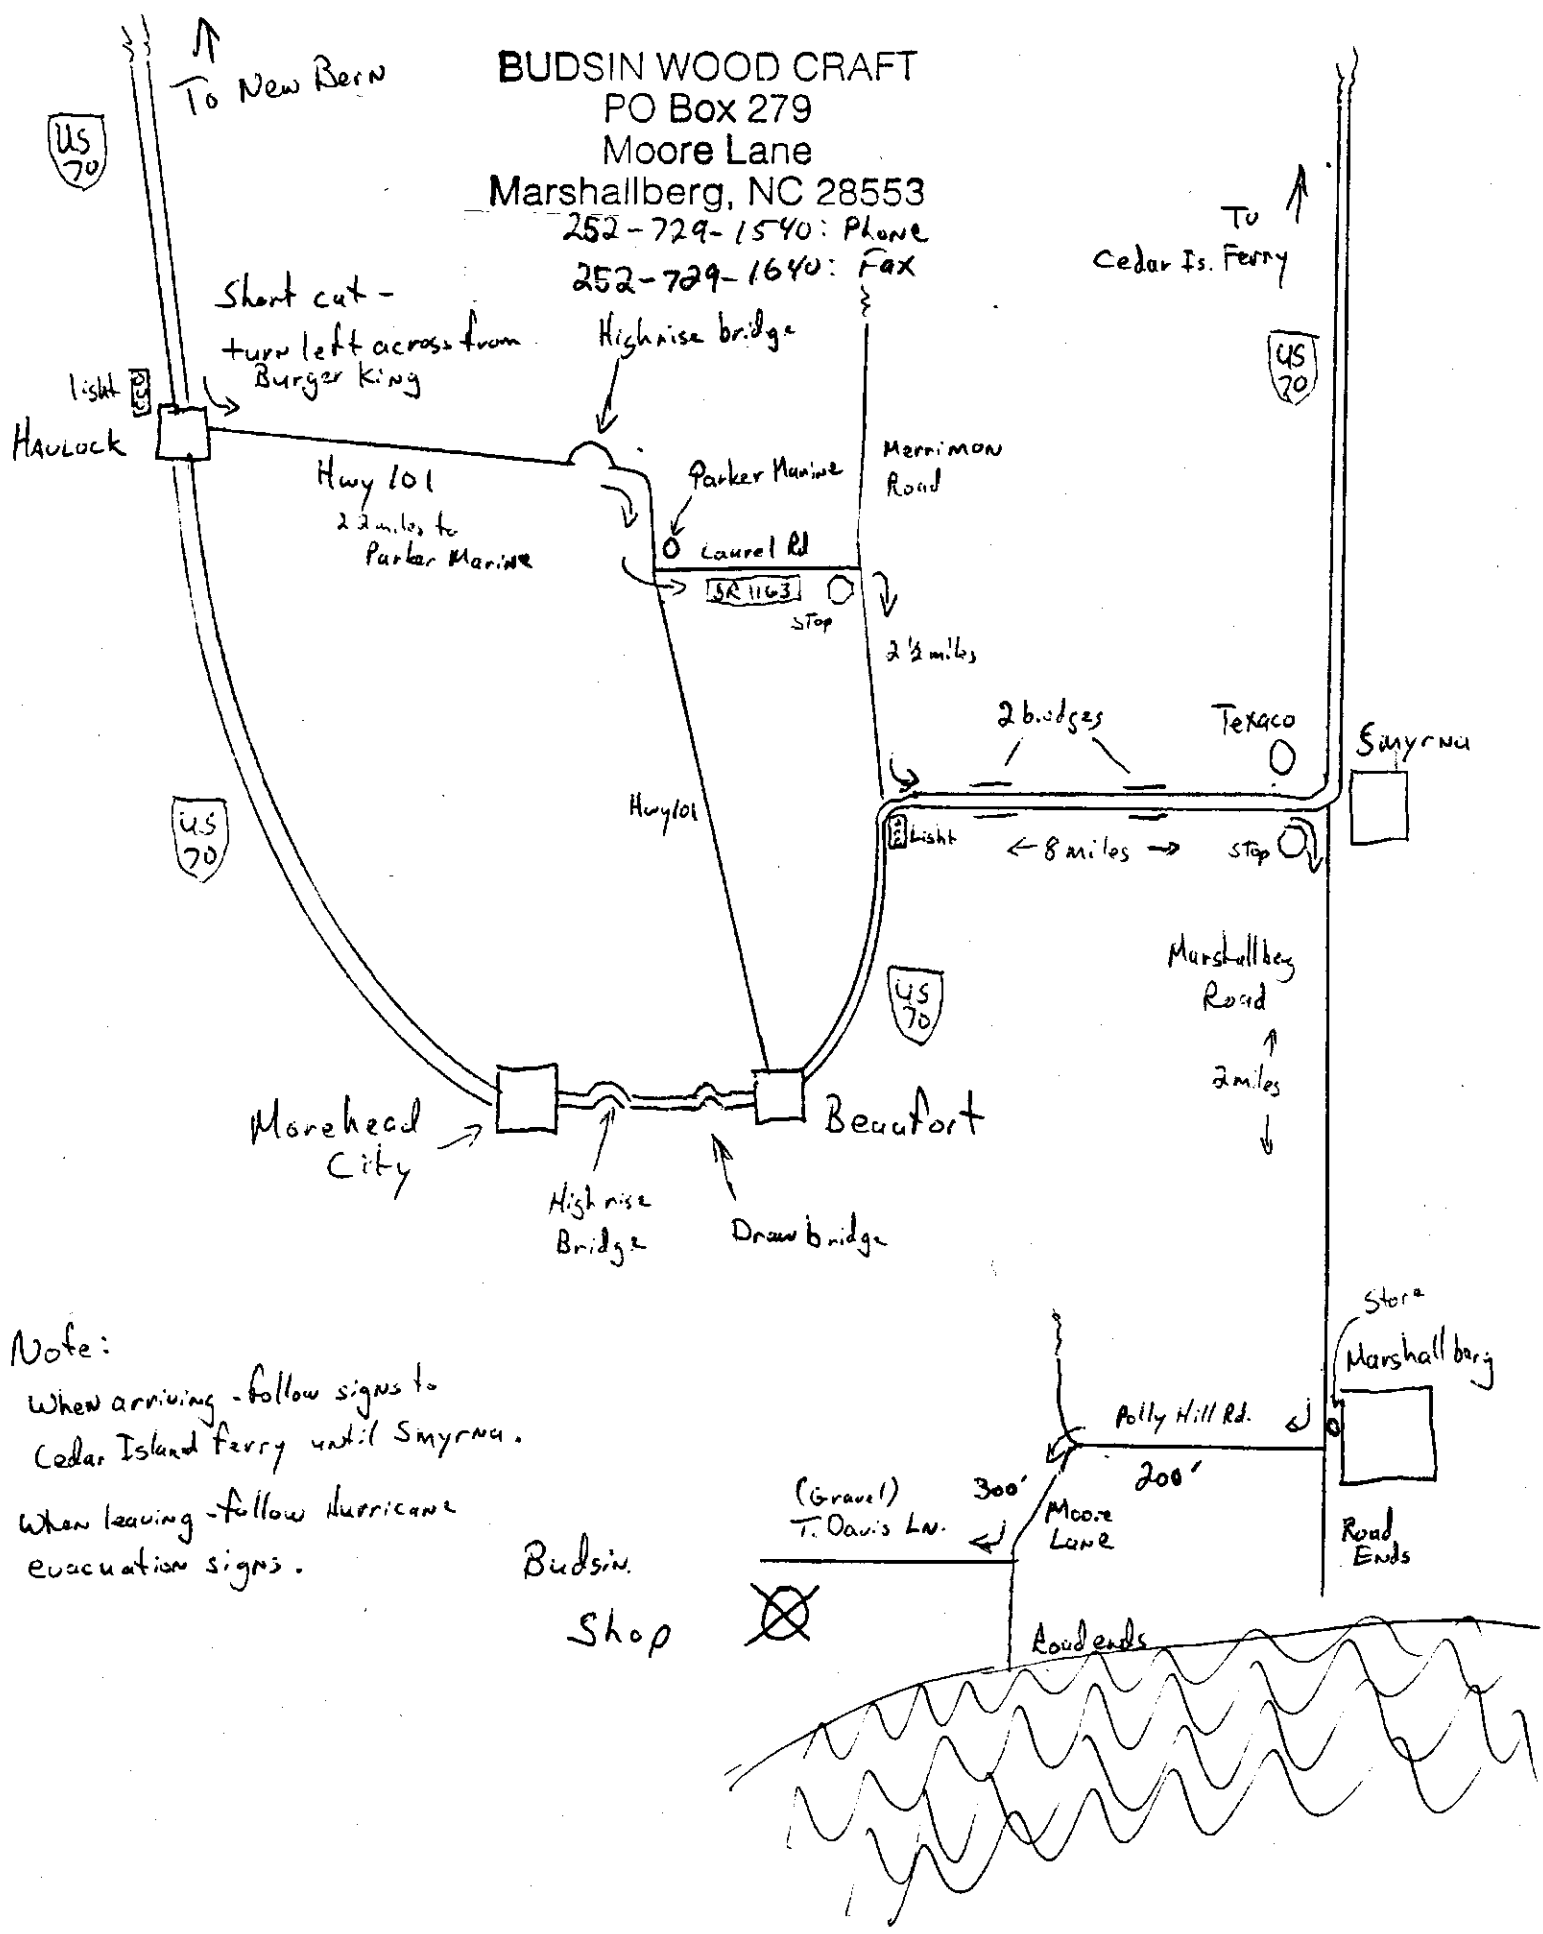 To New Bern
US
70
BUDSIN WOOD CRAFT
PO Box 279
Moore Lane
Marshallberg, NC 28553
252-729-1540: Phone
252-729-1640: Fax
To
Cedar Is. Ferry
US
70
Short cut -
turn left across from
Burger King
Highrise bridge
light
HAVLOCK
Hwy 101
22 miles to
Parker Marine
Parker Marine
Merrimon
Road
Laurel Rd
SR 1163
STop
2 1/2 miles
2 bridges
Texaco
Smyrna
US
70
Hwy 101
Light
← 8 miles →
STop
Marshallberg
Road
2 miles
US
70
Morehead
City
Beaufort
Highrise
Bridge
Drawbridge
Store
Marshallberg
Note:
When arriving - follow signs to
Cedar Island ferry until Smyrna.
When leaving - follow Hurricane
evacuation signs.
Polly Hill Rd.
200'
300'
(Gravel)
T. Davis LN.
Moore
Lane
Road
Ends
Budsin
Shop
Road ends